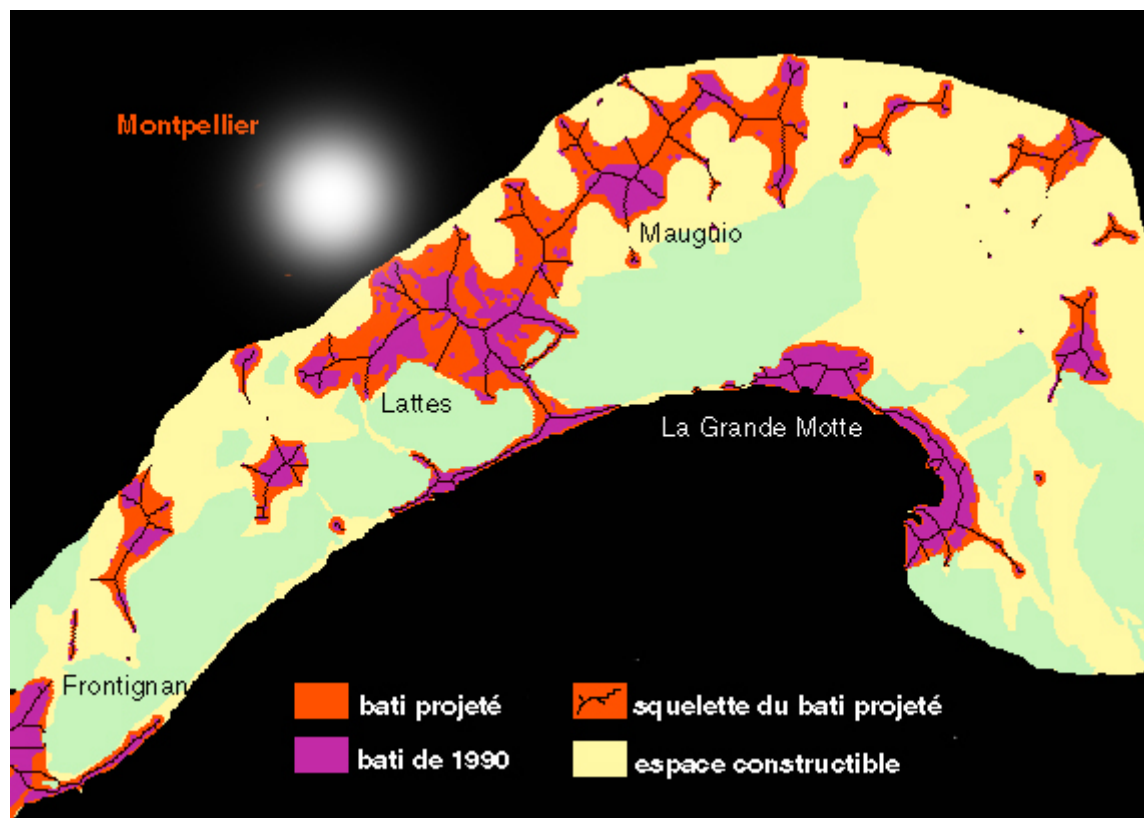 Montpellier
Mauguio
Lattes
La Grande Motte
Frontignan
bati projeté
squelette du bati projeté
bati de 1990
espace constructible